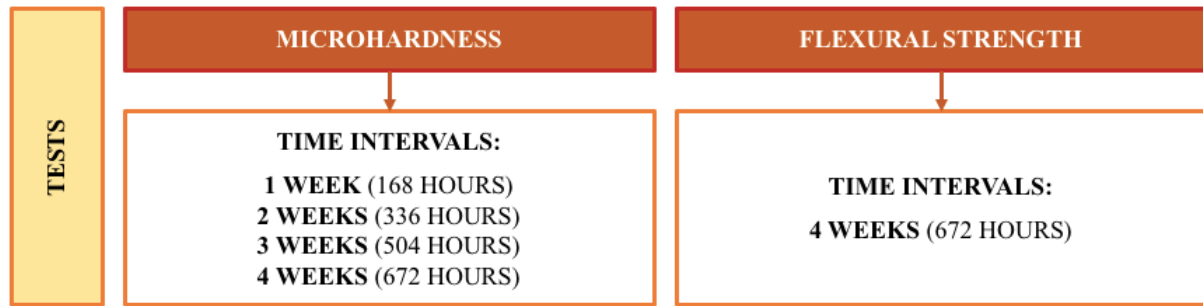 TESTS
MICROHARDNESS
TIME INTERVALS:
1 WEEK (168 HOURS)
2 WEEKS (336 HOURS)
3 WEEKS (504 HOURS)
4 WEEKS (672 HOURS)
FLEXURAL STRENGTH
TIME INTERVALS:
4 WEEKS (672 HOURS)